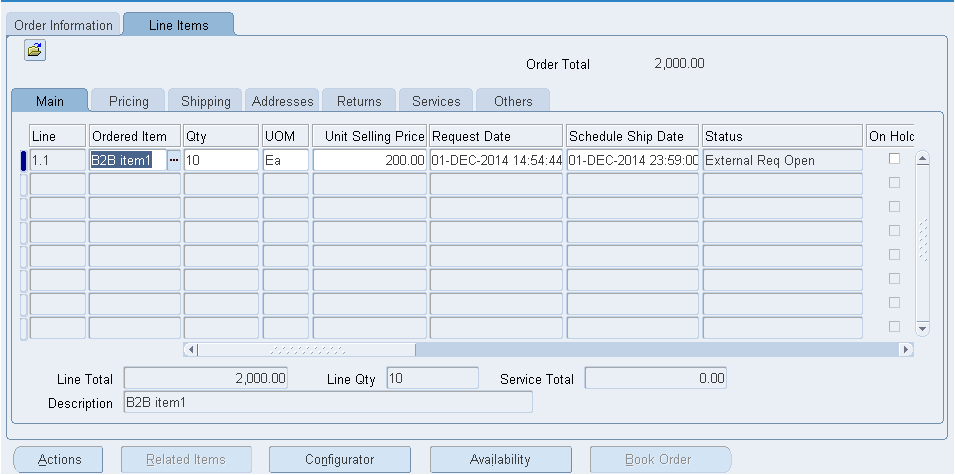 Order Information Line Items
Order Total 2,000.00
Main Pricing Shipping Addresses Returns Services Others
Line Ordered Item Qty UOM Unit Selling Price Request Date Schedule Ship Date Status On Hold
1.1 B2B item1 ... 10 Ea 200.00 01-DEC-2014 14:54:44 01-DEC-2014 23:59:00 External Req Open
Line Total 2,000.00 Line Qty 10 Service Total 0.00
Description B2B item1
Actions Related Items Configurator Availability Book Order